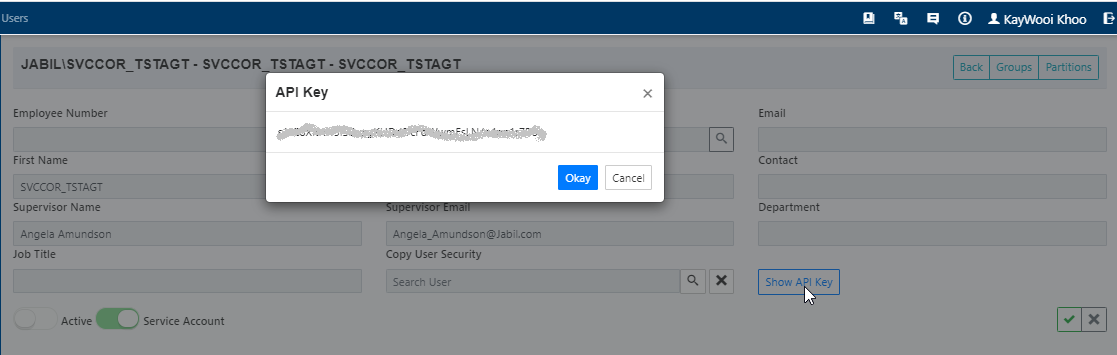 Users
KayWooi Khoo
JABIL\SVCCOR_TSTAGT - SVCCOR_TSTAGT - SVCCOR_TSTAGT
Back Groups Partitions
API Key
Okay Cancel
Employee Number
Email
First Name
Contact
SVCCOR_TSTAGT
Supervisor Name
Supervisor Email
Department
Angela Amundson
Angela_Amundson@Jabil.com
Job Title
Copy User Security
Search User
Show API Key
Active
Service Account